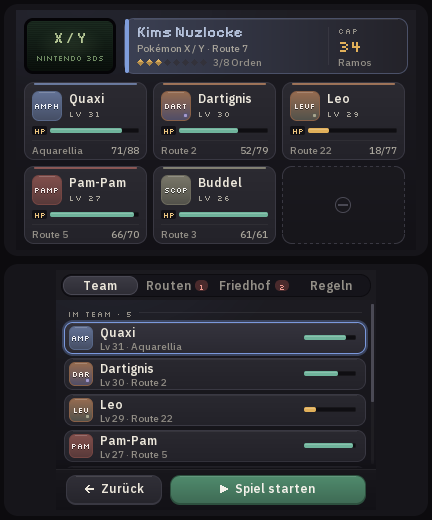 X/Y
NINTENDO 3DS
Kims Nuzlocke
Pokémon X / Y · Route 7
3/8 Orden
CAP
34
Ramos
AMPH
Quaxi
LV 31
HP
Aquarellia 71/88
DART
Dartignis
LV 30
HP
Route 2 52/79
LEUF
Leo
LV 29
HP
Route 22 18/77
PAMP
Pam-Pam
LV 27
HP
Route 5 66/70
SCOP
Buddel
LV 26
HP
Route 3 61/61
Team Routen 1 Friedhof 2 Regeln
IM TEAM · 5
AMP
Quaxi
Lv 31 · Aquarellia
DAR
Dartignis
Lv 30 · Route 2
LEU
Leo
Lv 29 · Route 22
PAM
Pam-Pam
Lv 27 · Route 5
← Zurück
▶ Spiel starten